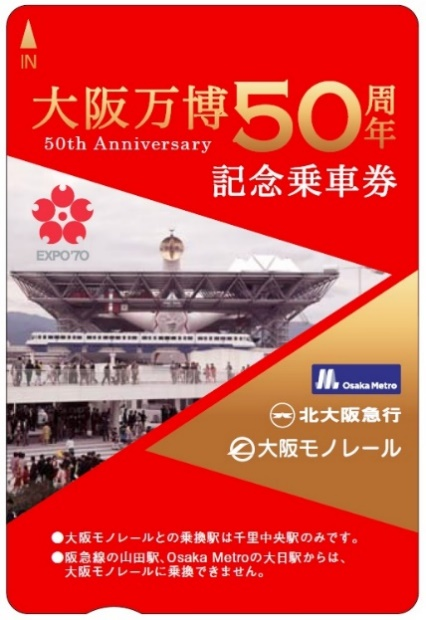 IN
大阪万博50周年
50th Anniversary
記念乗車券
EXPO'70
Osaka Metro
北大阪急行
大阪モノレール
●大阪モノレールとの乗換駅は千里中央駅のみです。
●阪急線の山田駅、Osaka Metroの大日駅からは、
大阪モノレールに乗換できません。